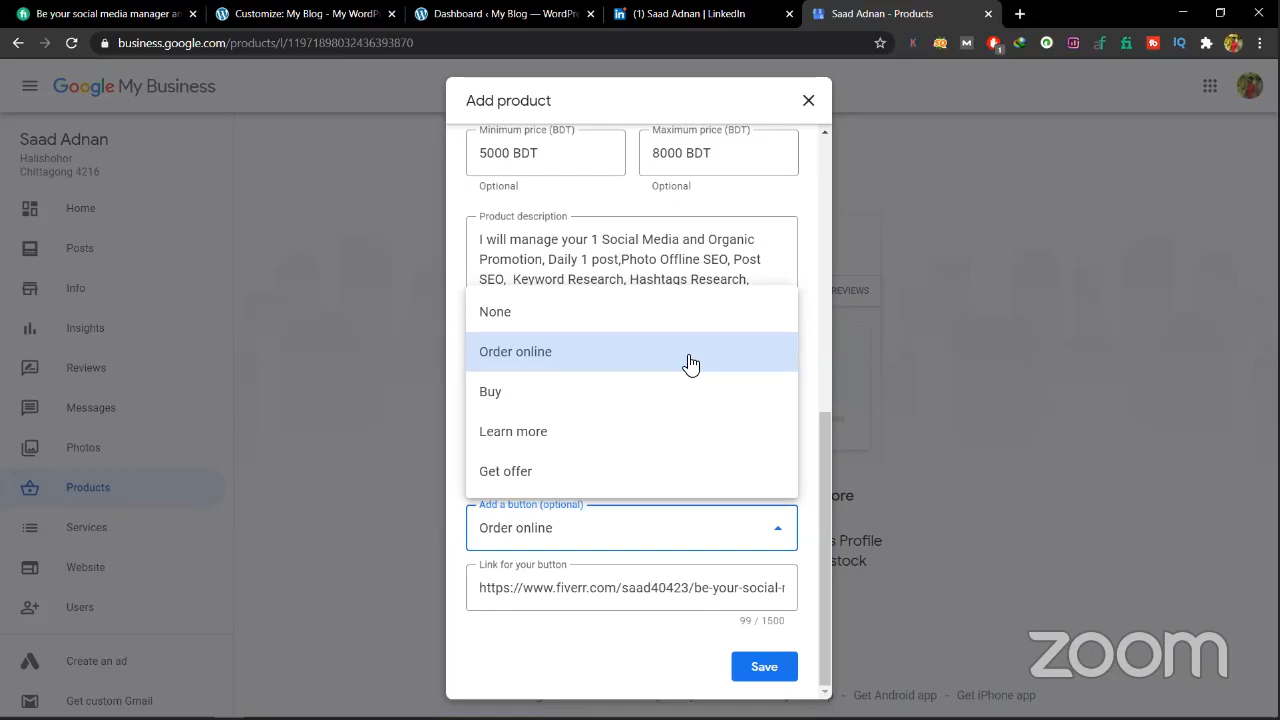 Be your social media manager an
Customize: My Blog - My WordP
Dashboard ‹ My Blog — WordPre
(1) Saad Adnan | LinkedIn
Saad Adnan - Products
business.google.com/products/l/11971898032436393870
Google My Business
Add product
Saad Adnan
Halishohor
Chittagong 4216
Home
Posts
Info
Insights
Reviews
Messages
Photos
Products
Services
Website
Users
Create an ad
Get custom Gmail
Minimum price (BDT)
Maximum price (BDT)
5000 BDT
8000 BDT
Optional
Optional
Product description
I will manage your 1 Social Media and Organic
Promotion, Daily 1 post,Photo Offline SEO, Post
SEO,  Keyword Research, Hashtags Research,
None
Order online
Buy
Learn more
Get offer
Add a button (optional)
Order online
Link for your button
https://www.fiverr.com/saad40423/be-your-social-
99 / 1500
Save
REVIEWS
ore
s Profile
stock
Get Android app - Get iPhone app
zoom